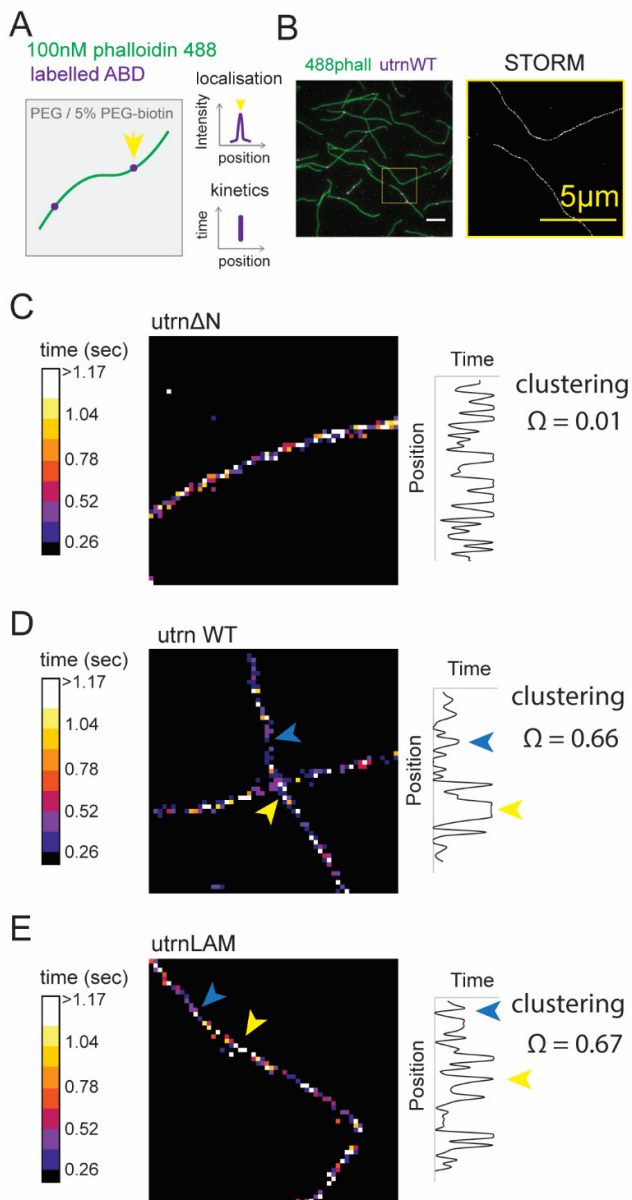 A
100nM phalloidin 488
labelled ABD
PEG / 5% PEG-biotin
localisation
Intensity
position
kinetics
time
position
B
488phall utrnWT
STORM
5μm
C
utrnΔN
time (sec)
>1.17
1.04
0.78
0.52
0.26
Time
Position
clustering
Ω = 0.01
D
utrn WT
time (sec)
>1.17
1.04
0.78
0.52
0.26
Time
Position
clustering
Ω = 0.66
E
utrnLAM
time (sec)
>1.17
1.04
0.78
0.52
0.26
Time
Position
clustering
Ω = 0.67